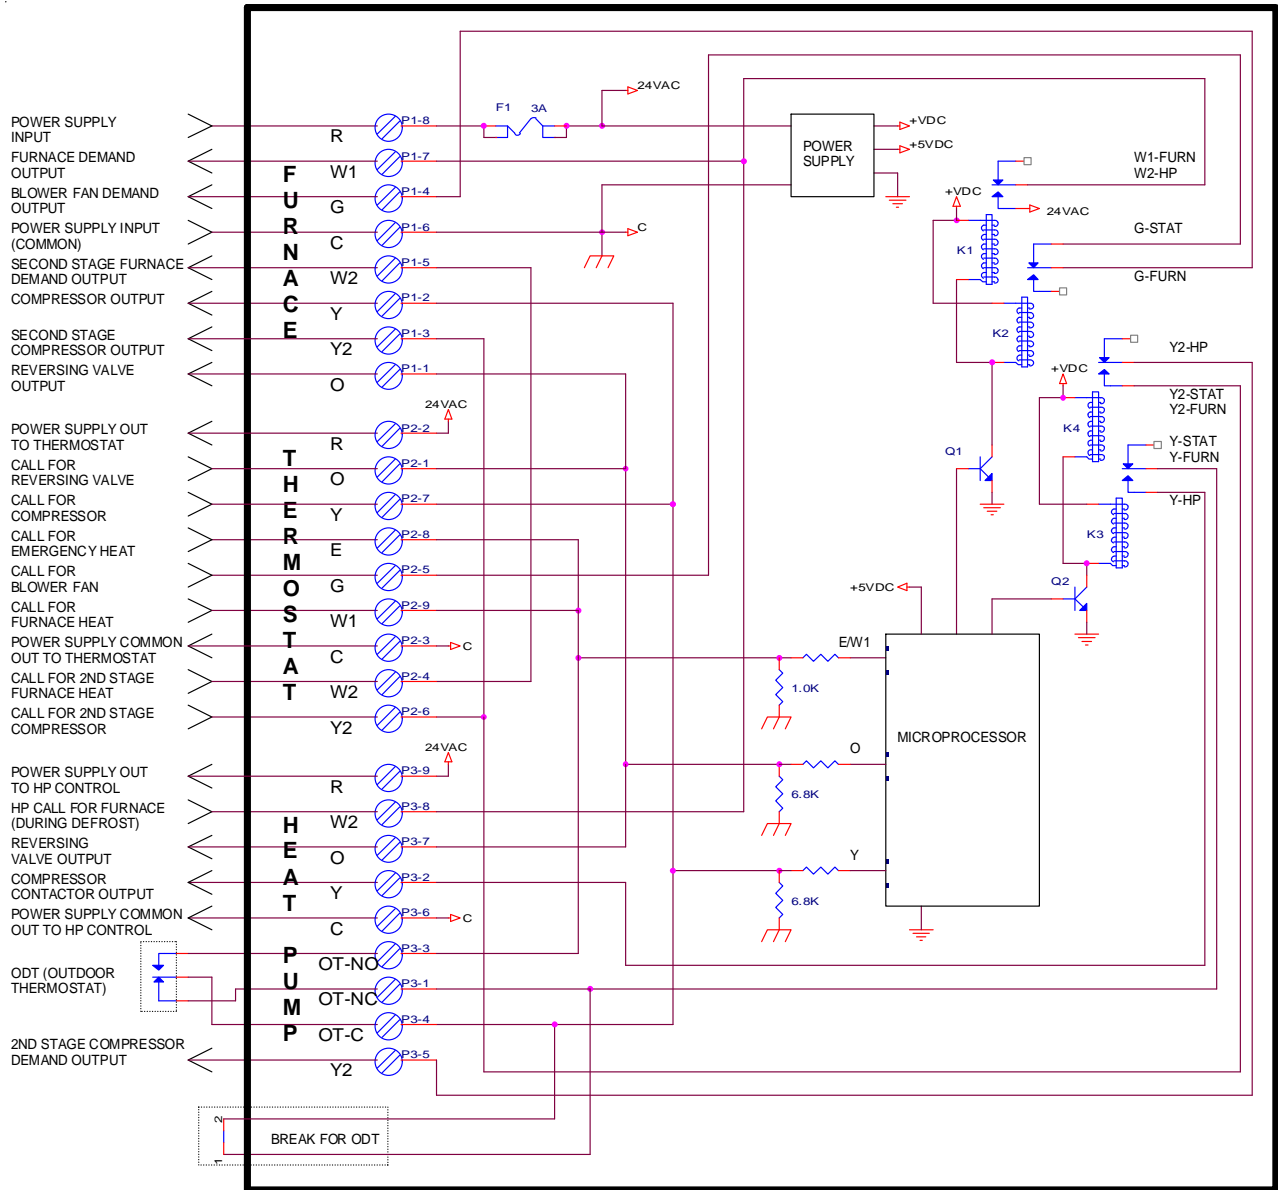 POWER SUPPLY
INPUT
R
P1-8
F1
3A
24VAC
FURNACE DEMAND
OUTPUT
W1
P1-7
BLOWER FAN DEMAND
OUTPUT
G
P1-4
POWER SUPPLY INPUT
(COMMON)
C
P1-6
C
SECOND STAGE FURNACE
DEMAND OUTPUT
W2
P1-5
COMPRESSOR OUTPUT
Y
P1-2
SECOND STAGE
COMPRESSOR OUTPUT
Y2
P1-3
REVERSING VALVE
OUTPUT
O
P1-1
FURNACE
POWER SUPPLY OUT
TO THERMOSTAT
R
P2-2
24VAC
CALL FOR
REVERSING VALVE
O
P2-1
CALL FOR
COMPRESSOR
Y
P2-7
CALL FOR
EMERGENCY HEAT
E
P2-8
CALL FOR
BLOWER FAN
G
P2-5
CALL FOR
FURNACE HEAT
W1
P2-9
POWER SUPPLY COMMON
OUT TO THERMOSTAT
C
P2-3
C
CALL FOR 2ND STAGE
FURNACE HEAT
W2
P2-4
CALL FOR 2ND STAGE
COMPRESSOR
Y2
P2-6
THERMOSTAT
POWER SUPPLY OUT
TO HP CONTROL
R
P3-9
24VAC
HP CALL FOR FURNACE
(DURING DEFROST)
W2
P3-8
REVERSING
VALVE OUTPUT
O
P3-7
COMPRESSOR
CONTACTOR OUTPUT
Y
P3-2
POWER SUPPLY COMMON
OUT TO HP CONTROL
C
P3-6
C
OT-NO
P3-3
ODT (OUTDOOR
THERMOSTAT)
OT-NC
P3-1
OT-C
P3-4
2ND STAGE COMPRESSOR
DEMAND OUTPUT
Y2
P3-5
HEAT PUMP
2
BREAK FOR ODT
1
POWER
SUPPLY
+VDC
+5VDC
W1-FURN
W2-HP
+VDC
24VAC
K1
G-STAT
G-FURN
K2
Y2-HP
+VDC
Y2-STAT
Y2-FURN
K4
Y-STAT
Y-FURN
Y-HP
K3
Q1
Q2
+5VDC
E/W1
1.0K
MICROPROCESSOR
O
6.8K
Y
6.8K